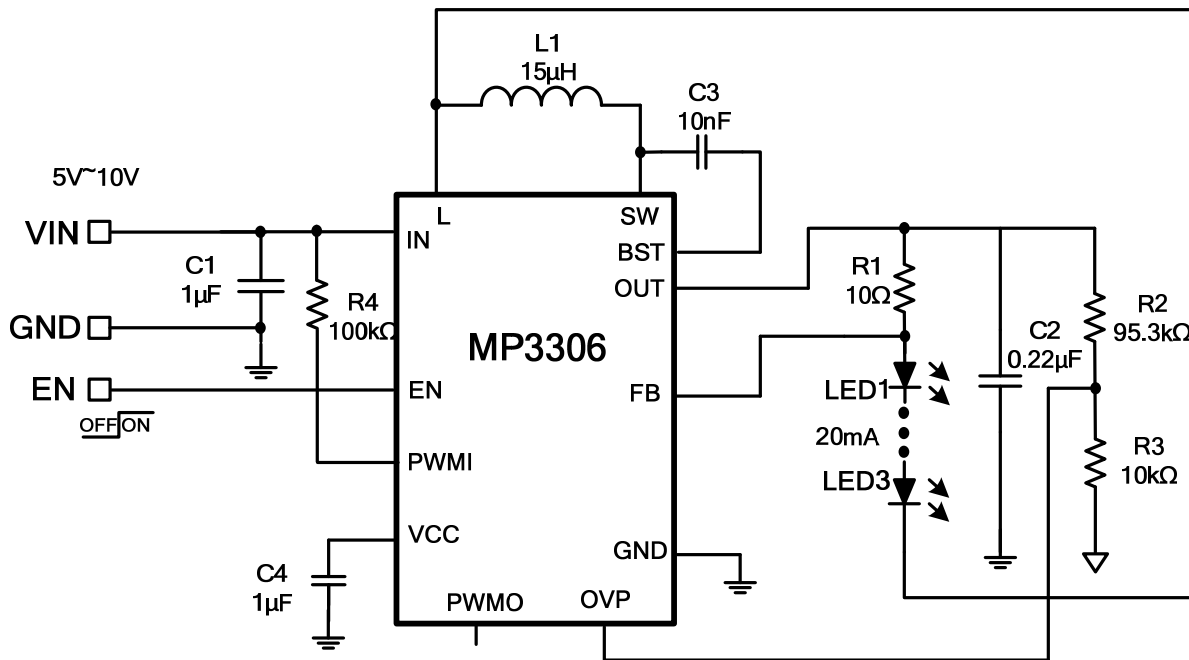 L1
15µH
C3
10nF
5V~10V
VIN
C1
1µF
GND
R4
100kΩ
EN
OFF ON
L
SW
IN
BST
OUT
MP3306
EN
FB
PWMI
VCC
GND
PWMO
OVP
C4
1µF
R1
10Ω
LED1
20mA
LED3
C2
0.22µF
R2
95.3kΩ
R3
10kΩ